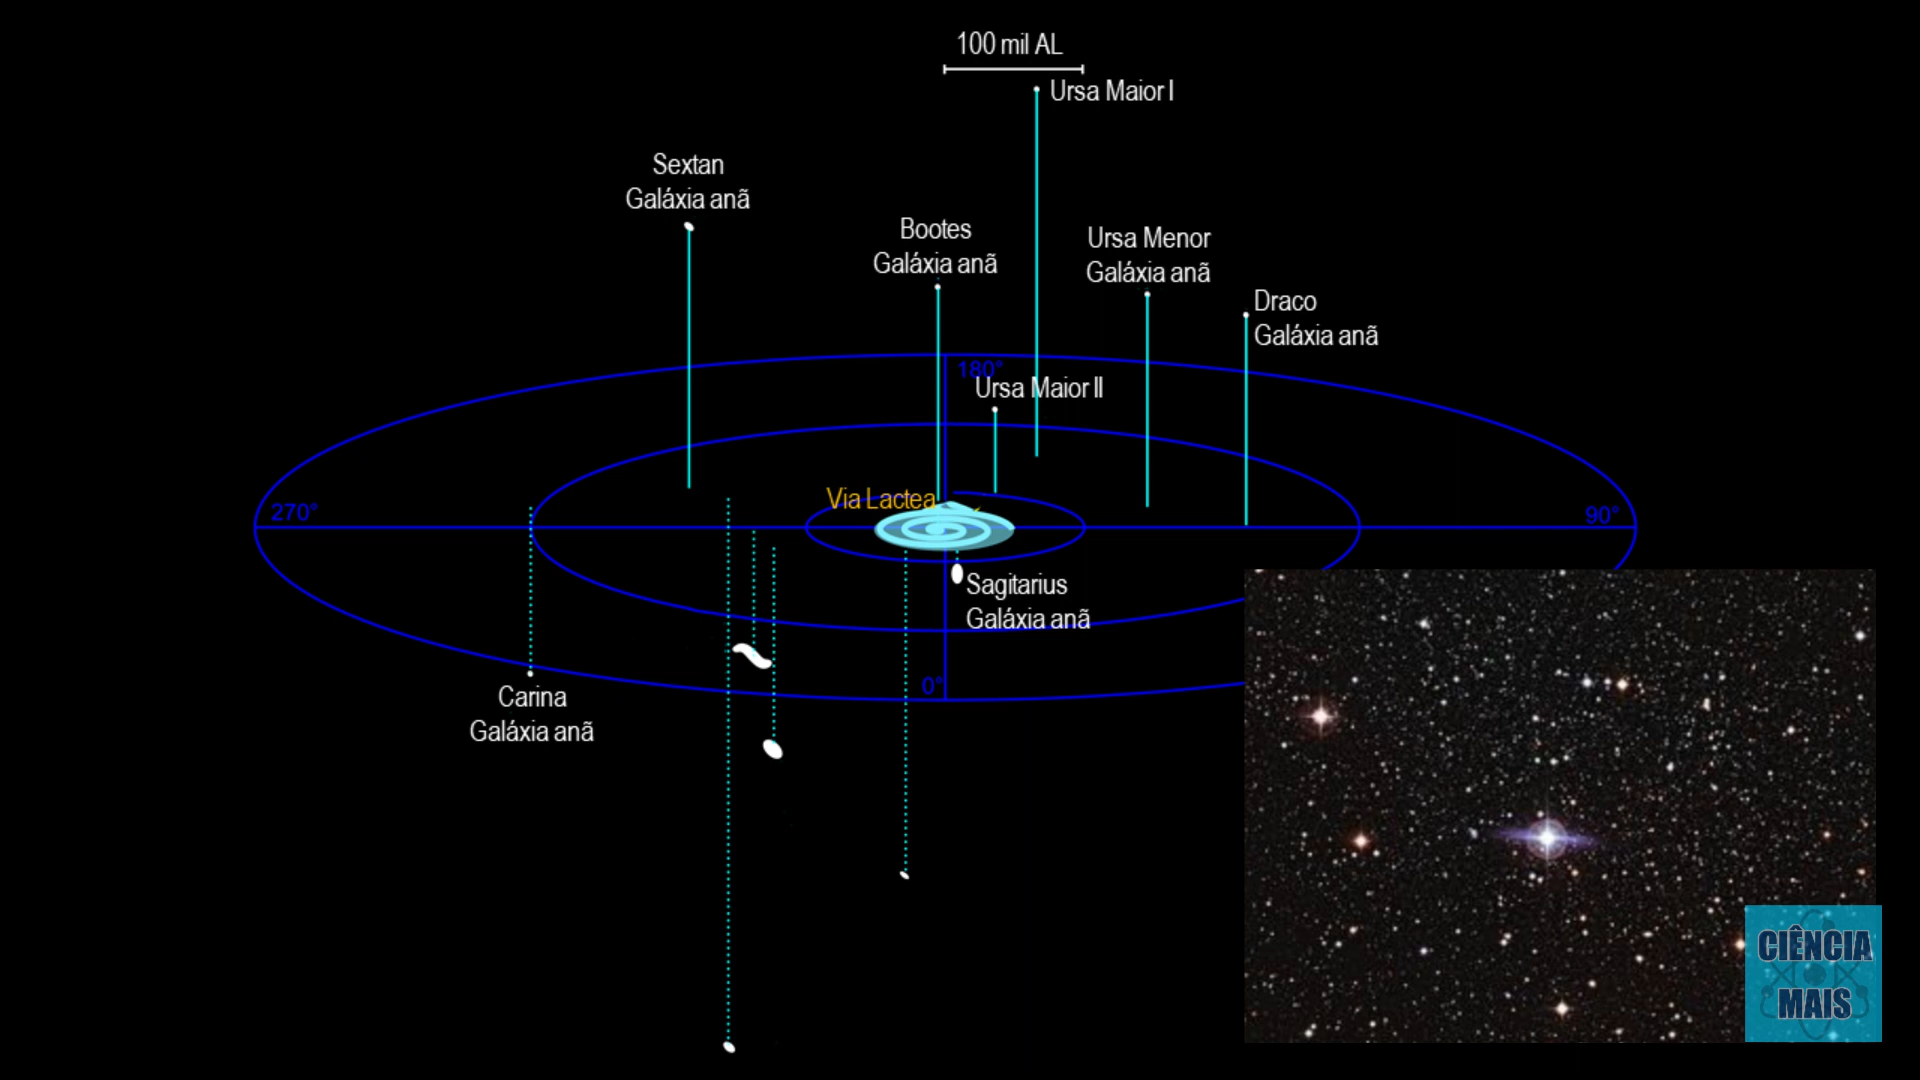 100 mil AL
Ursa Maior I
Sextan
Galáxia anã
Bootes
Galáxia anã
Ursa Menor
Galáxia anã
Draco
Galáxia anã
180°
Ursa Maior II
Via Lactea
270°
90°
Sagitarius
Galáxia anã
0°
Carina
Galáxia anã
CIÊNCIA
MAIS